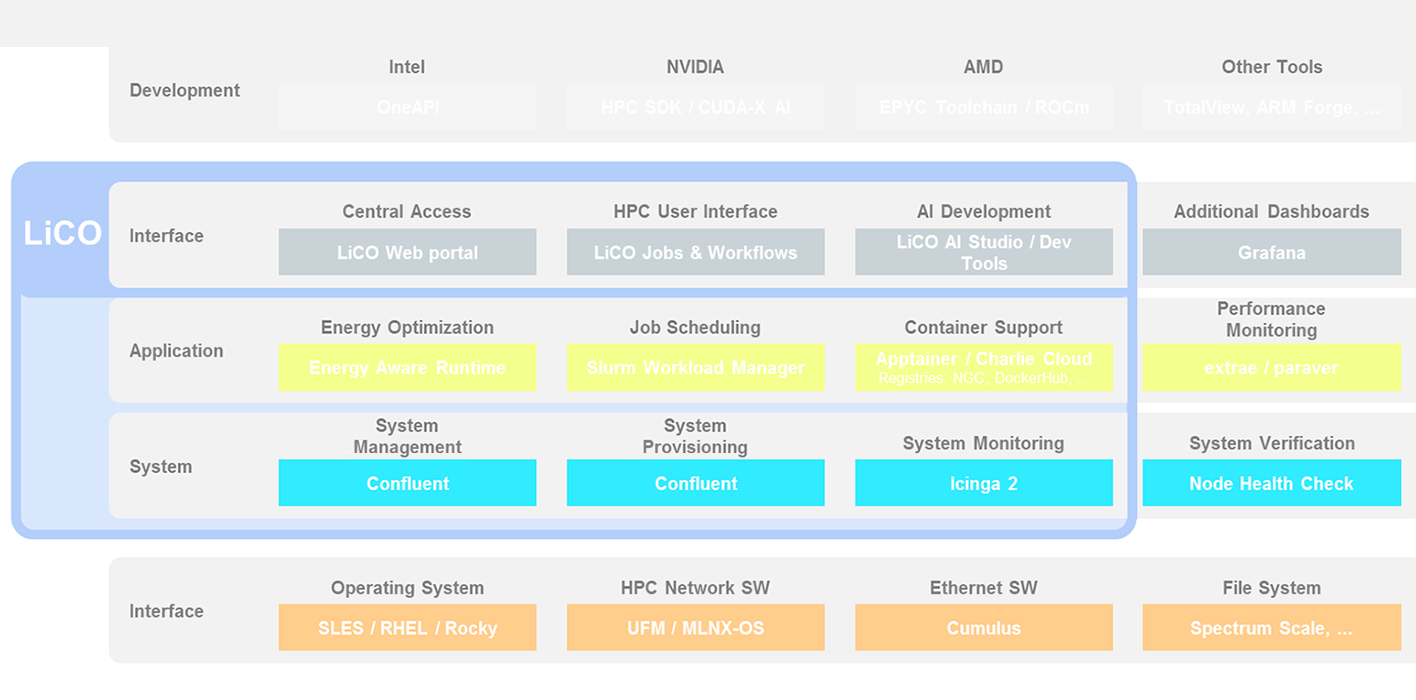 Intel
NVIDIA
AMD
Other Tools
Development
OneAPI
HPC SDK / CUDA-X AI
EPYC Toolchain / ROCm
TotalView, ARM Forge, ...
LiCO
Interface
Central Access
HPC User Interface
AI Development
Additional Dashboards
LiCO Web portal
LiCO Jobs & Workflows
LiCO AI Studio / Dev
Tools
Grafana
Application
Energy Optimization
Job Scheduling
Container Support
Performance
Monitoring
Energy Aware Runtime
Slurm Workload Manager
Apptainer / Charlie Cloud
Registries: NGC, DockerHub, ...
extrae / paraver
System
System
Management
System
Provisioning
System Monitoring
System Verification
Confluent
Confluent
Icinga 2
Node Health Check
Interface
Operating System
HPC Network SW
Ethernet SW
File System
SLES / RHEL / Rocky
UFM / MLNX-OS
Cumulus
Spectrum Scale, ...